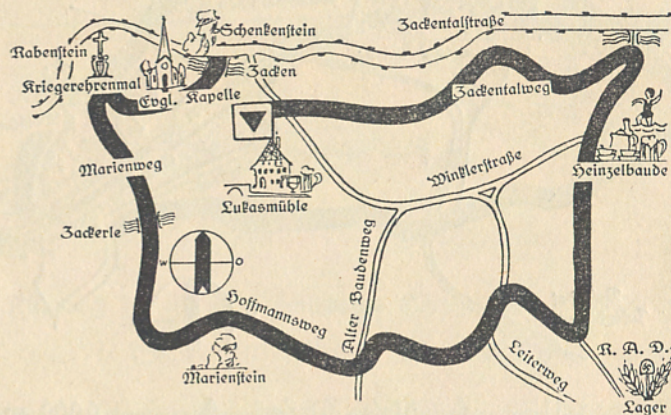 Schenkenstein
Zackentalstraße
Rabenstein
Kriegerehrenmal
Zacken
Evgl. Kapelle
Zackentalweg
Marienweg
Winklerstraße
Heinzelbaude
Lukasmühle
Zackerle
W O
Alter Baudenweg
Hoffmannsweg
Marienstein
Leiterweg
R. A. D.
Lager